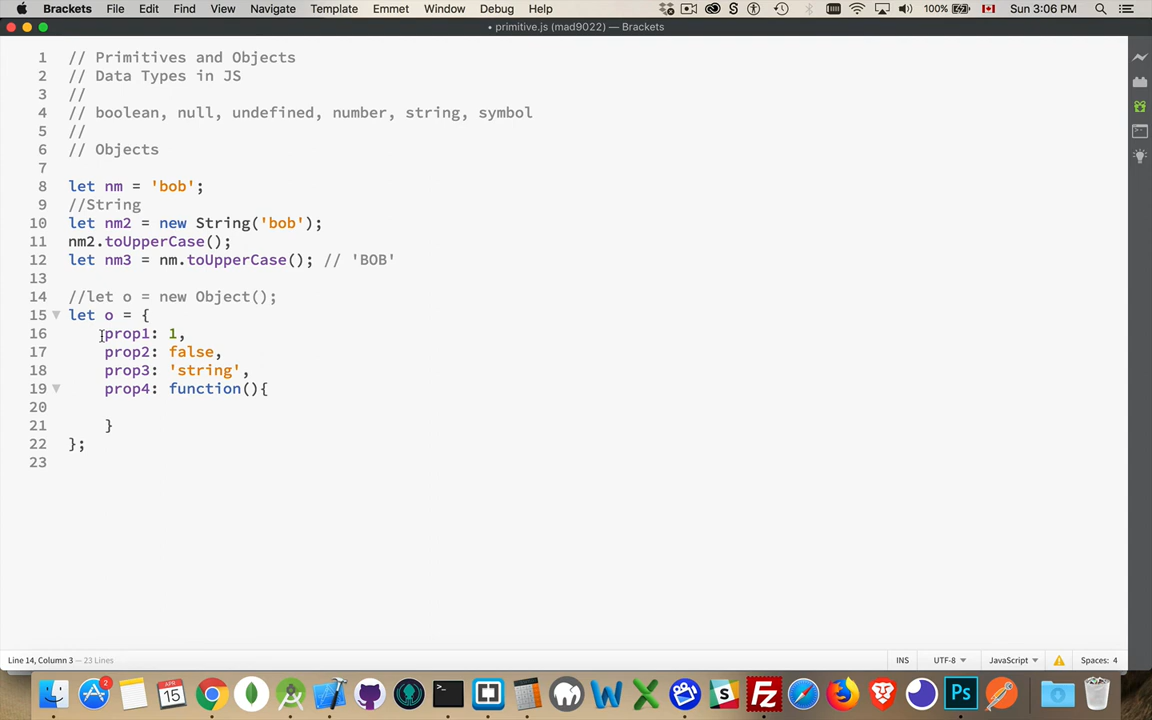 Brackets File Edit Find View Navigate Template Emmet Window Debug Help S 100% Sun 3:06 PM
• primitive.js (mad9022) — Brackets
1 // Primitives and Objects
2 // Data Types in JS
3 //
4 // boolean, null, undefined, number, string, symbol
5 //
6 // Objects
7
8 let nm = 'bob';
9 //String
10 let nm2 = new String('bob');
11 nm2.toUpperCase();
12 let nm3 = nm.toUpperCase(); // 'BOB'
13
14 //let o = new Object();
15 let o = {
16 prop1: 1,
17 prop2: false,
18 prop3: 'string',
19 prop4: function(){
20
21 }
22 };
23
Line 14, Column 3 — 23 Lines INS UTF-8 JavaScript Spaces: 4
2 APR 15 W X S Fz Ps